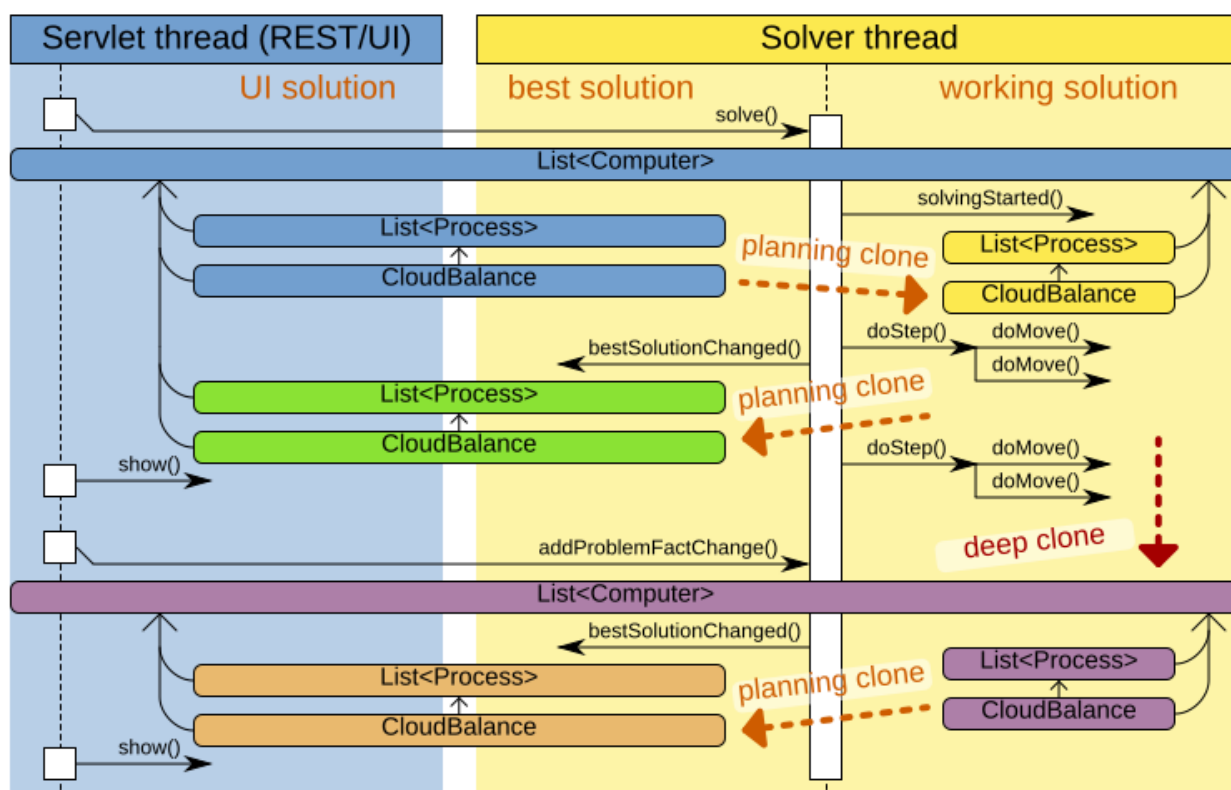 Servlet thread (REST/UI)
Solver thread
UI solution
best solution
working solution
solve()
List<Computer>
solvingStarted()
List<Process>
planning clone
List<Process>
CloudBalance
CloudBalance
doStep()
doMove()
bestSolutionChanged()
doMove()
List<Process>
planning clone
CloudBalance
doStep()
doMove()
show()
doMove()
deep clone
addProblemFactChange()
List<Computer>
bestSolutionChanged()
List<Process>
List<Process>
planning clone
CloudBalance
CloudBalance
show()